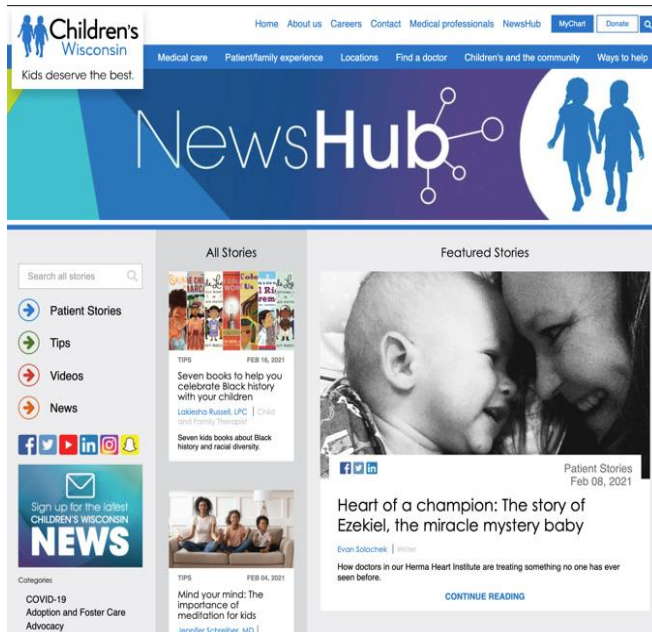 Children's
Wisconsin
Kids deserve the best.
Home About us Careers Contact Medical professionals NewsHub MyChart Donate
Medical care Patient/family experience Locations Find a doctor Children's and the community Ways to help
NewsHub
Search all stories
Patient Stories
Tips
Videos
News
Sign up for the latest
CHILDREN'S WISCONSIN
NEWS
Categories
COVID-19
Adoption and Foster Care
Advocacy
All Stories
TIPS FEB 16, 2021
Seven books to help you
celebrate Black history
with your children
Lakiesha Russell, LPC | Child
and Family Therapist
Seven kids books about Black
history and racial diversity.
TIPS FEB 04, 2021
Mind your mind: The
importance of
meditation for kids
Jennifer Schreiber, MD |
Featured Stories
Patient Stories
Feb 08, 2021
Heart of a champion: The story of
Ezekiel, the miracle mystery baby
Evan Solochek | Writer
How doctors in our Herma Heart Institute are treating something no one has ever
seen before.
CONTINUE READING